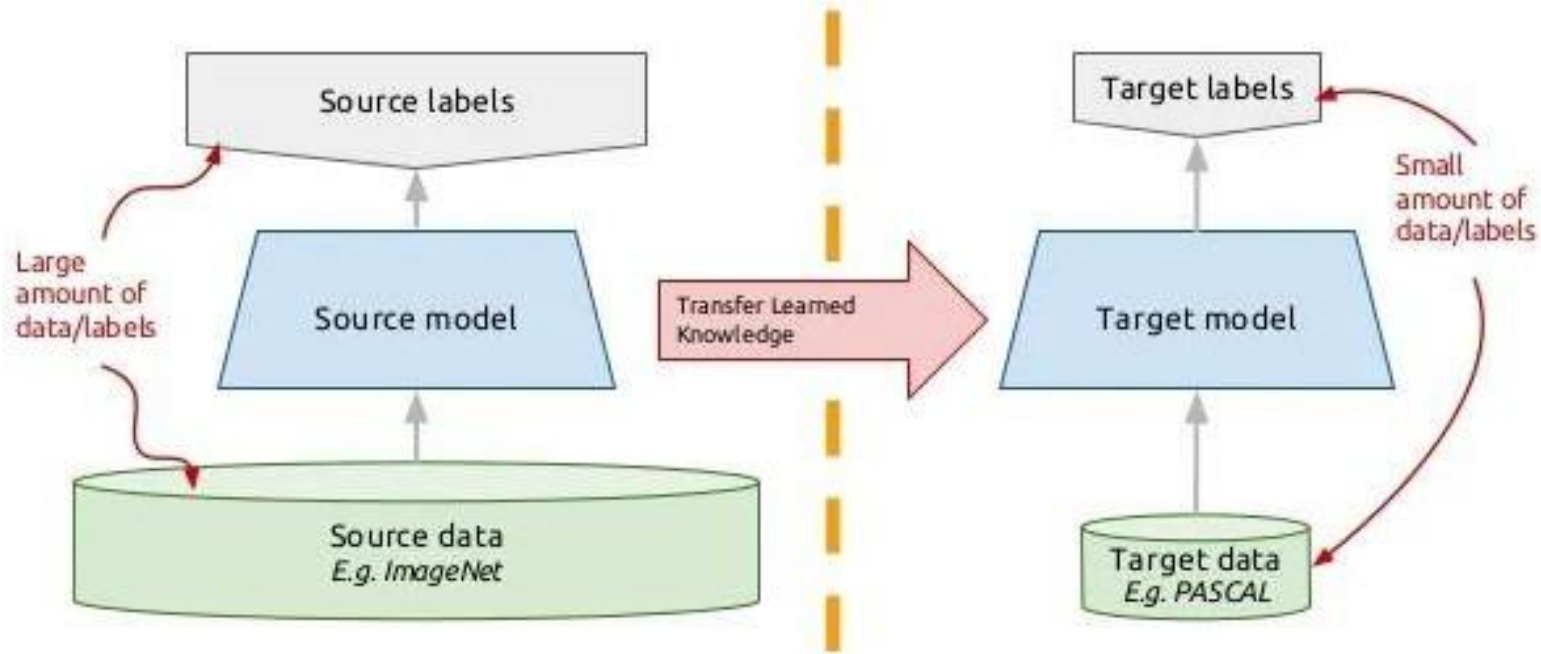 Source labels
Large
amount of
data/labels
Source model
Source data
E.g. ImageNet
Transfer Learned
Knowledge
Target labels
Small
amount of
data/labels
Target model
Target data
E.g. PASCAL